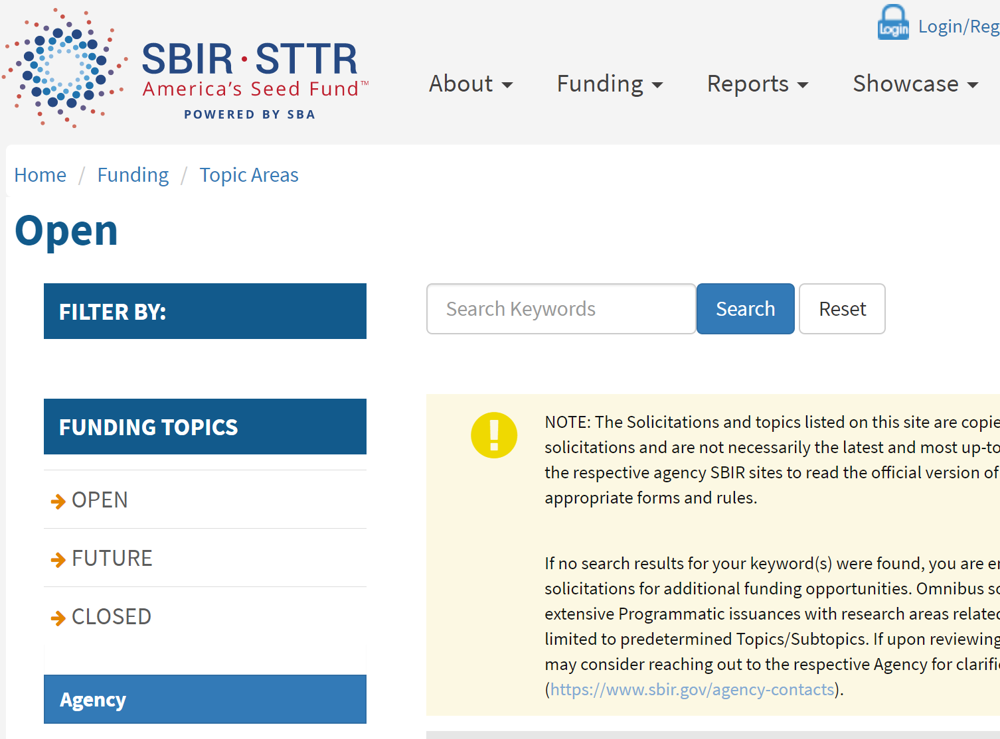 Login
Login/Reg
SBIR·STTR
America's Seed Fund™
POWERED BY SBA
About
Funding
Reports
Showcase
Home / Funding / Topic Areas
Open
FILTER BY:
Search Keywords
Search
Reset
FUNDING TOPICS
OPEN
FUTURE
CLOSED
Agency
NOTE: The Solicitations and topics listed on this site are copie
solicitations and are not necessarily the latest and most up-to
the respective agency SBIR sites to read the official version of
appropriate forms and rules.
If no search results for your keyword(s) were found, you are er
solicitations for additional funding opportunities. Omnibus so
extensive Programmatic issuances with research areas related
limited to predetermined Topics/Subtopics. If upon reviewing
may consider reaching out to the respective Agency for clarifi
(https://www.sbir.gov/agency-contacts).